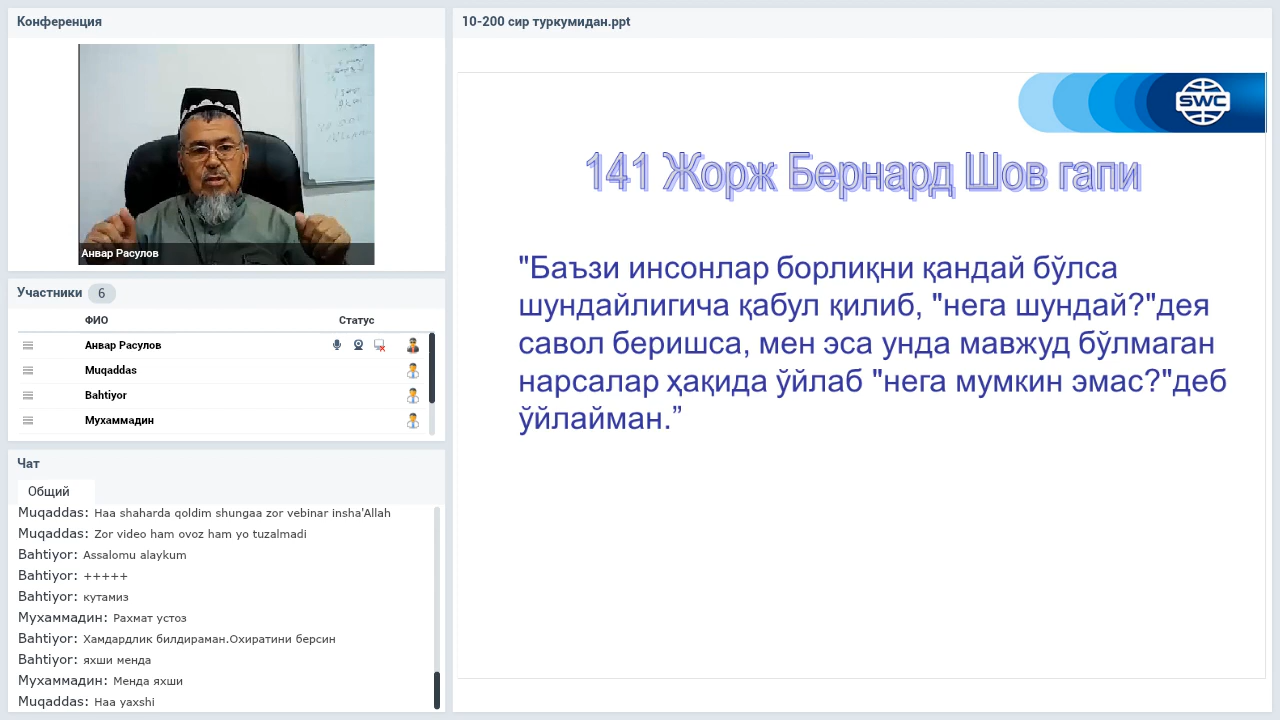 Конференция
Анвар Расулов
Участники 6
ФИО Статус
Анвар Расулов
Muqaddas
Bahtiyor
Мухаммадин
Чат
Общий
Muqaddas: Haa shaharda qoldim shungaa zor vebinar insha'Allah
Muqaddas: Zor video ham ovoz ham yo tuzalmadi
Bahtiyor: Assalomu alaykum
Bahtiyor: +++++
Bahtiyor: кутамиз
Мухаммадин: Рахмат устоз
Bahtiyor: Хамдардлик билдираман.Охиратини берсин
Bahtiyor: яхши менда
Мухаммадин: Менда яхши
Muqaddas: Haa yaxshi
10-200 сир туркумидан.ppt
SWC
141 Жорж Бернард Шов гапи
"Баъзи инсонлар борлиқни қандай бўлса
шундайлигича қабул қилиб, "нега шундай?"дея
савол беришса, мен эса унда мавжуд бўлмаган
нарсалар ҳақида ўйлаб "нега мумкин эмас?"деб
ўйлайман.”